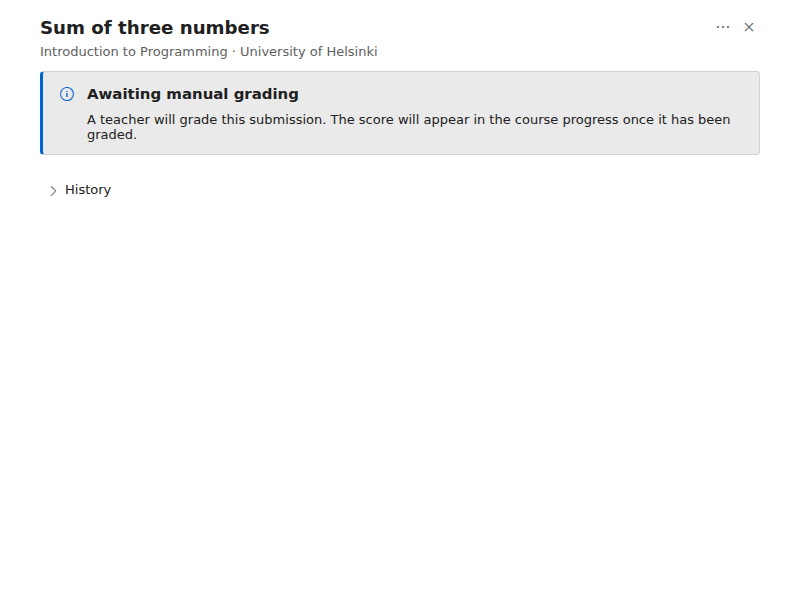 Sum of three numbers
Introduction to Programming · University of Helsinki
Awaiting manual grading
A teacher will grade this submission. The score will appear in the course progress once it has been
graded.
History